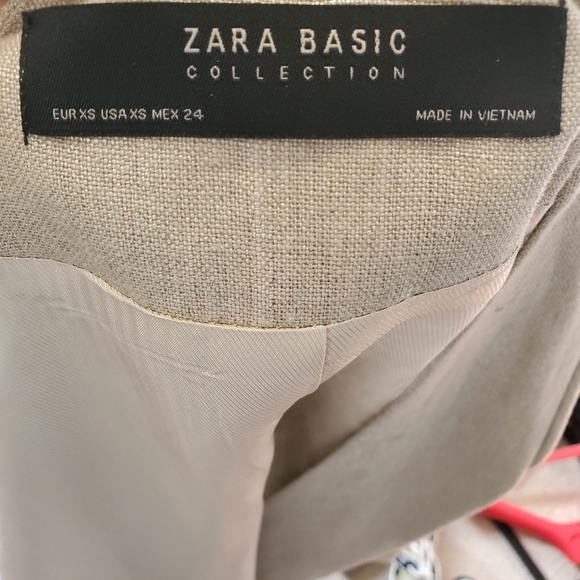 ZARA BASIC
COLLECTION
EUR XS USA XS MEX 24
MADE IN VIETNAM